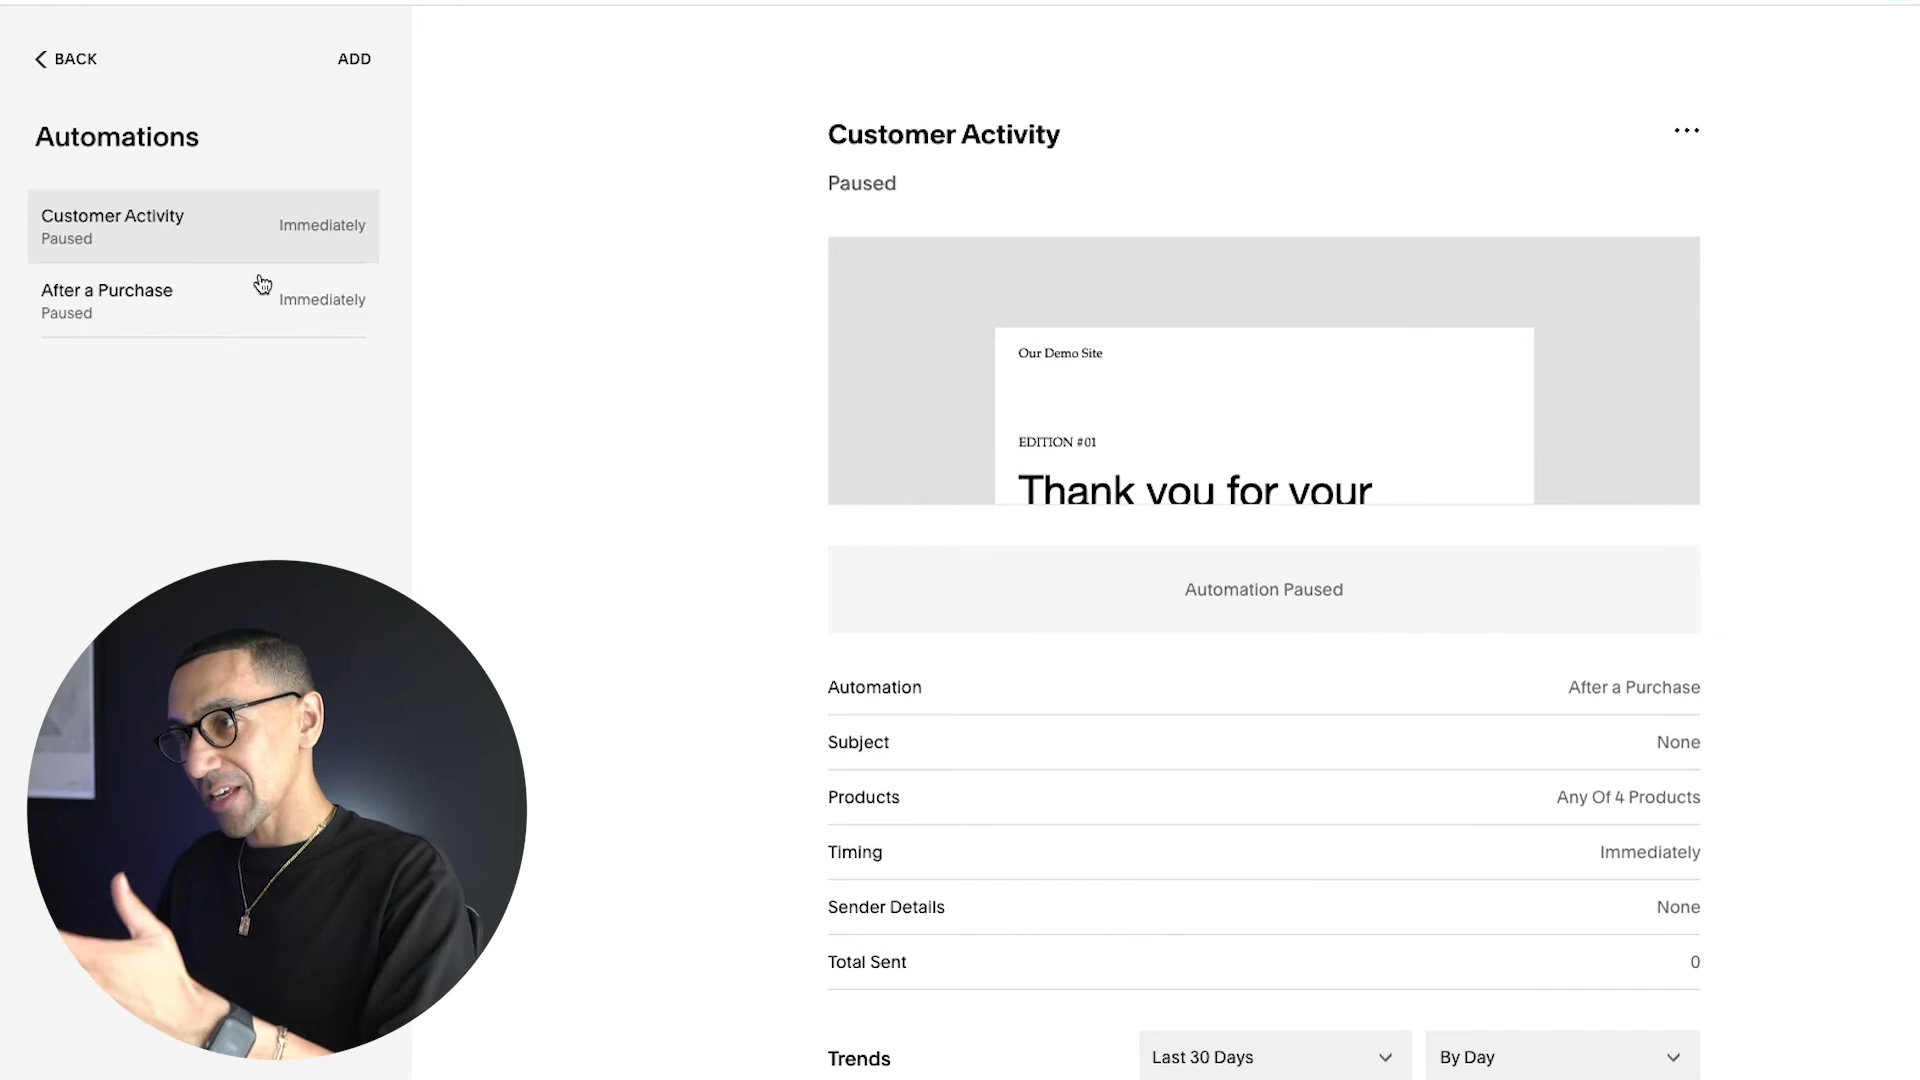 BACK
ADD
Automations
Customer Activity
Paused
Immediately
After a Purchase
Paused
Immediately
Customer Activity
Paused
Our Demo Site
EDITION #01
Thank you for your
Automation Paused
Automation After a Purchase
Subject None
Products Any Of 4 Products
Timing Immediately
Sender Details None
Total Sent 0
Trends Last 30 Days By Day